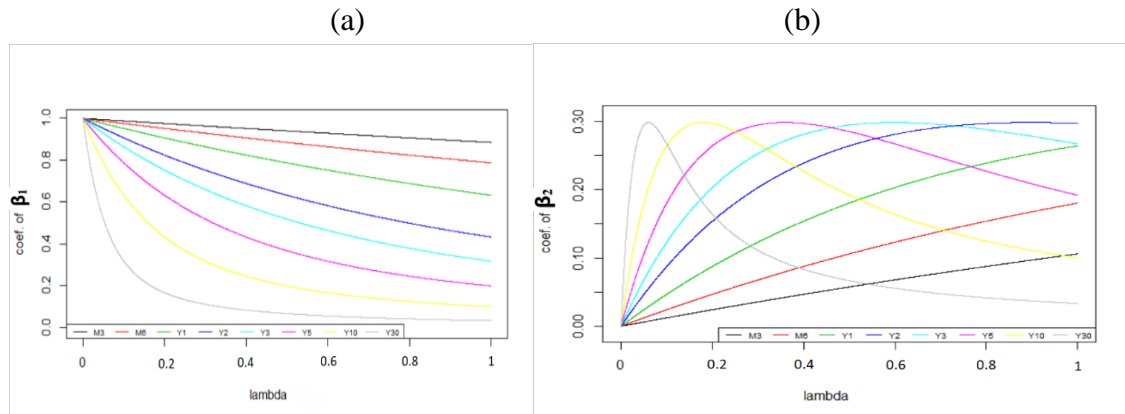 (a)
(b)
coef. of β₁
1.0
0.8
0.6
0.4
0.2
0.0
M3 M6 Y1 Y2 Y3 Y5 Y10 Y30
0 0.2 0.4 0.6 0.8 1
lambda
coef. of β₂
0.30
0.20
0.10
0.00
M3 M6 Y1 Y2 Y3 Y5 Y10 Y30
0 0.2 0.4 0.6 0.8 1
lambda